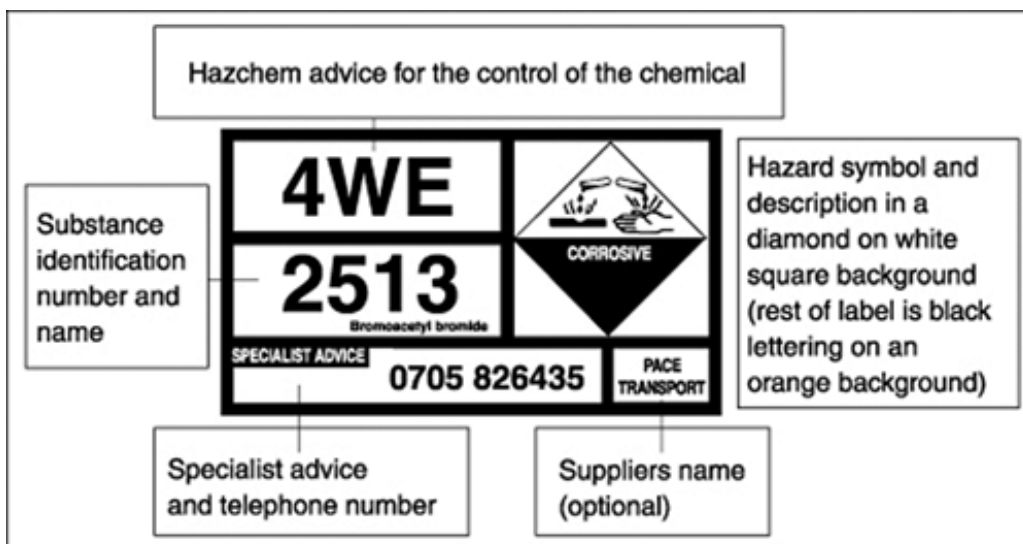 Hazchem advice for the control of the chemical
4WE
2513
Bromoacetyl bromide
CORROSIVE
SPECIALIST ADVICE
0705 826435
PACE
TRANSPORT
Substance
identification
number and
name
Hazard symbol and
description in a
diamond on white
square background
(rest of label is black
lettering on an
orange background)
Specialist advice
and telephone number
Suppliers name
(optional)